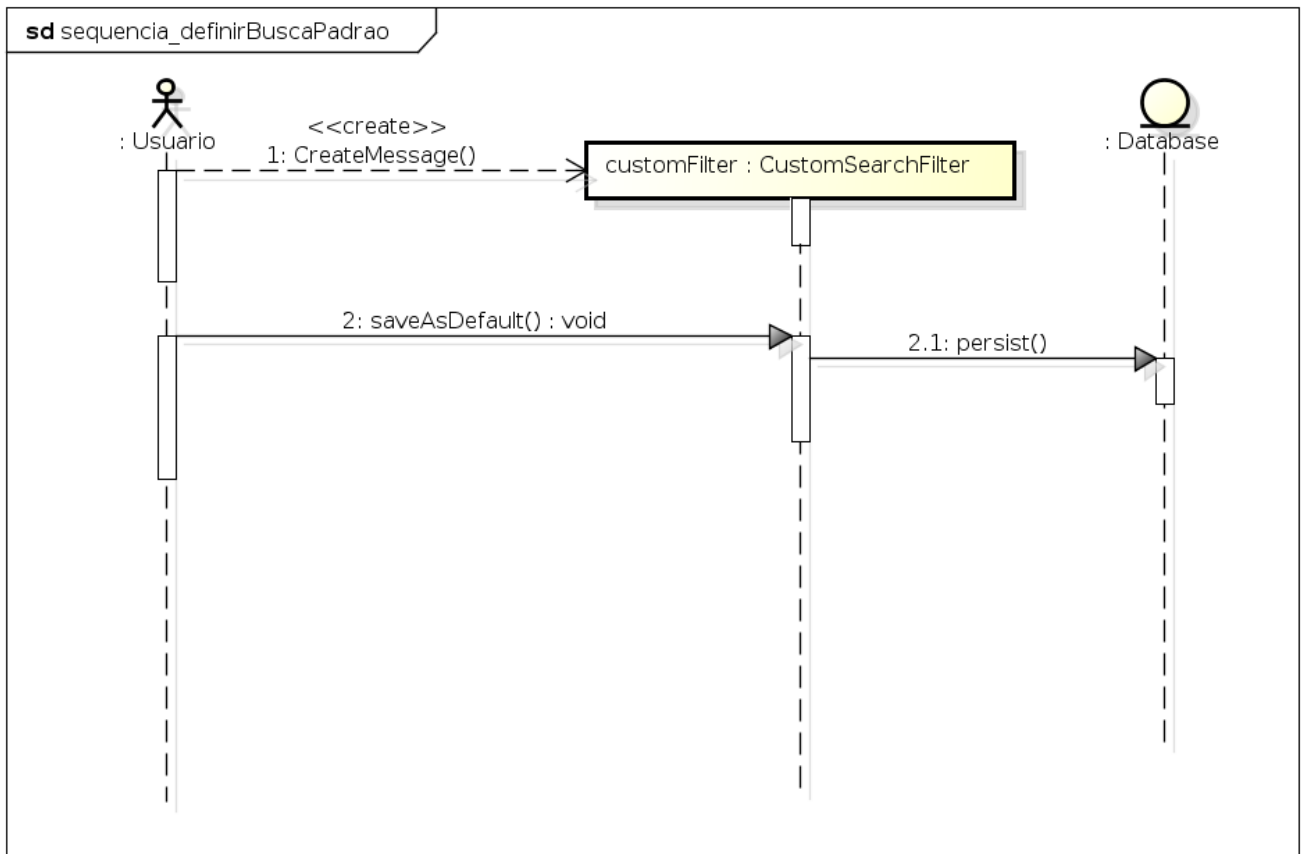 sd sequencia_definirBuscaPadrao
: Usuario
<<create>>
1: CreateMessage()
customFilter : CustomSearchFilter
: Database
2: saveAsDefault() : void
2.1: persist()